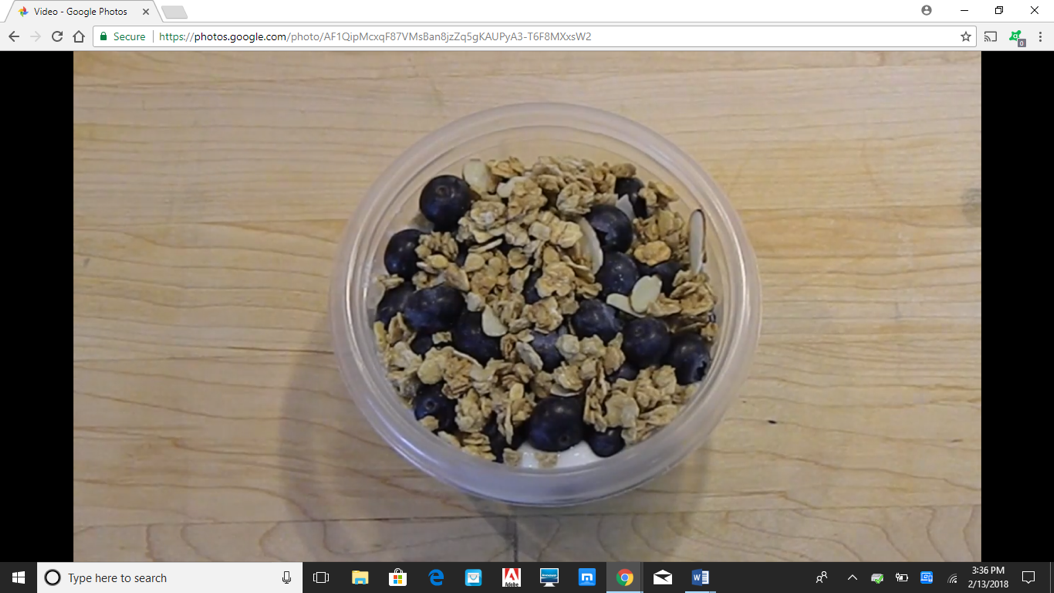 Video - Google Photos
Secure
https://photos.google.com/photo/AF1QipMcxqF87VMsBan8jzZq5gKAUPyA3-T6F8MXxsW2
Type here to search
Adobe
3:36 PM
2/13/2018